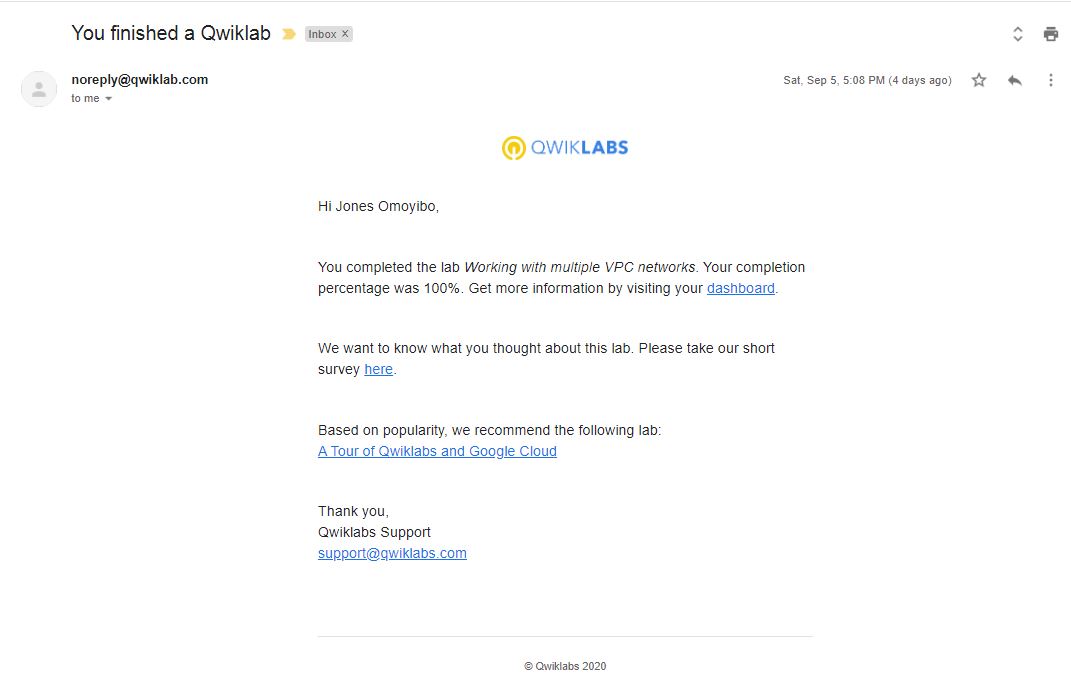 You finished a Qwiklab
Inbox X
noreply@qwiklab.com
Sat, Sep 5, 5:08 PM (4 days ago)
to me
QWIKLABS
Hi Jones Omoyibo,
You completed the lab Working with multiple VPC networks. Your completion
percentage was 100%. Get more information by visiting your dashboard.
We want to know what you thought about this lab. Please take our short
survey here.
Based on popularity, we recommend the following lab:
A Tour of Qwiklabs and Google Cloud
Thank you,
Qwiklabs Support
support@qwiklabs.com
© Qwiklabs 2020